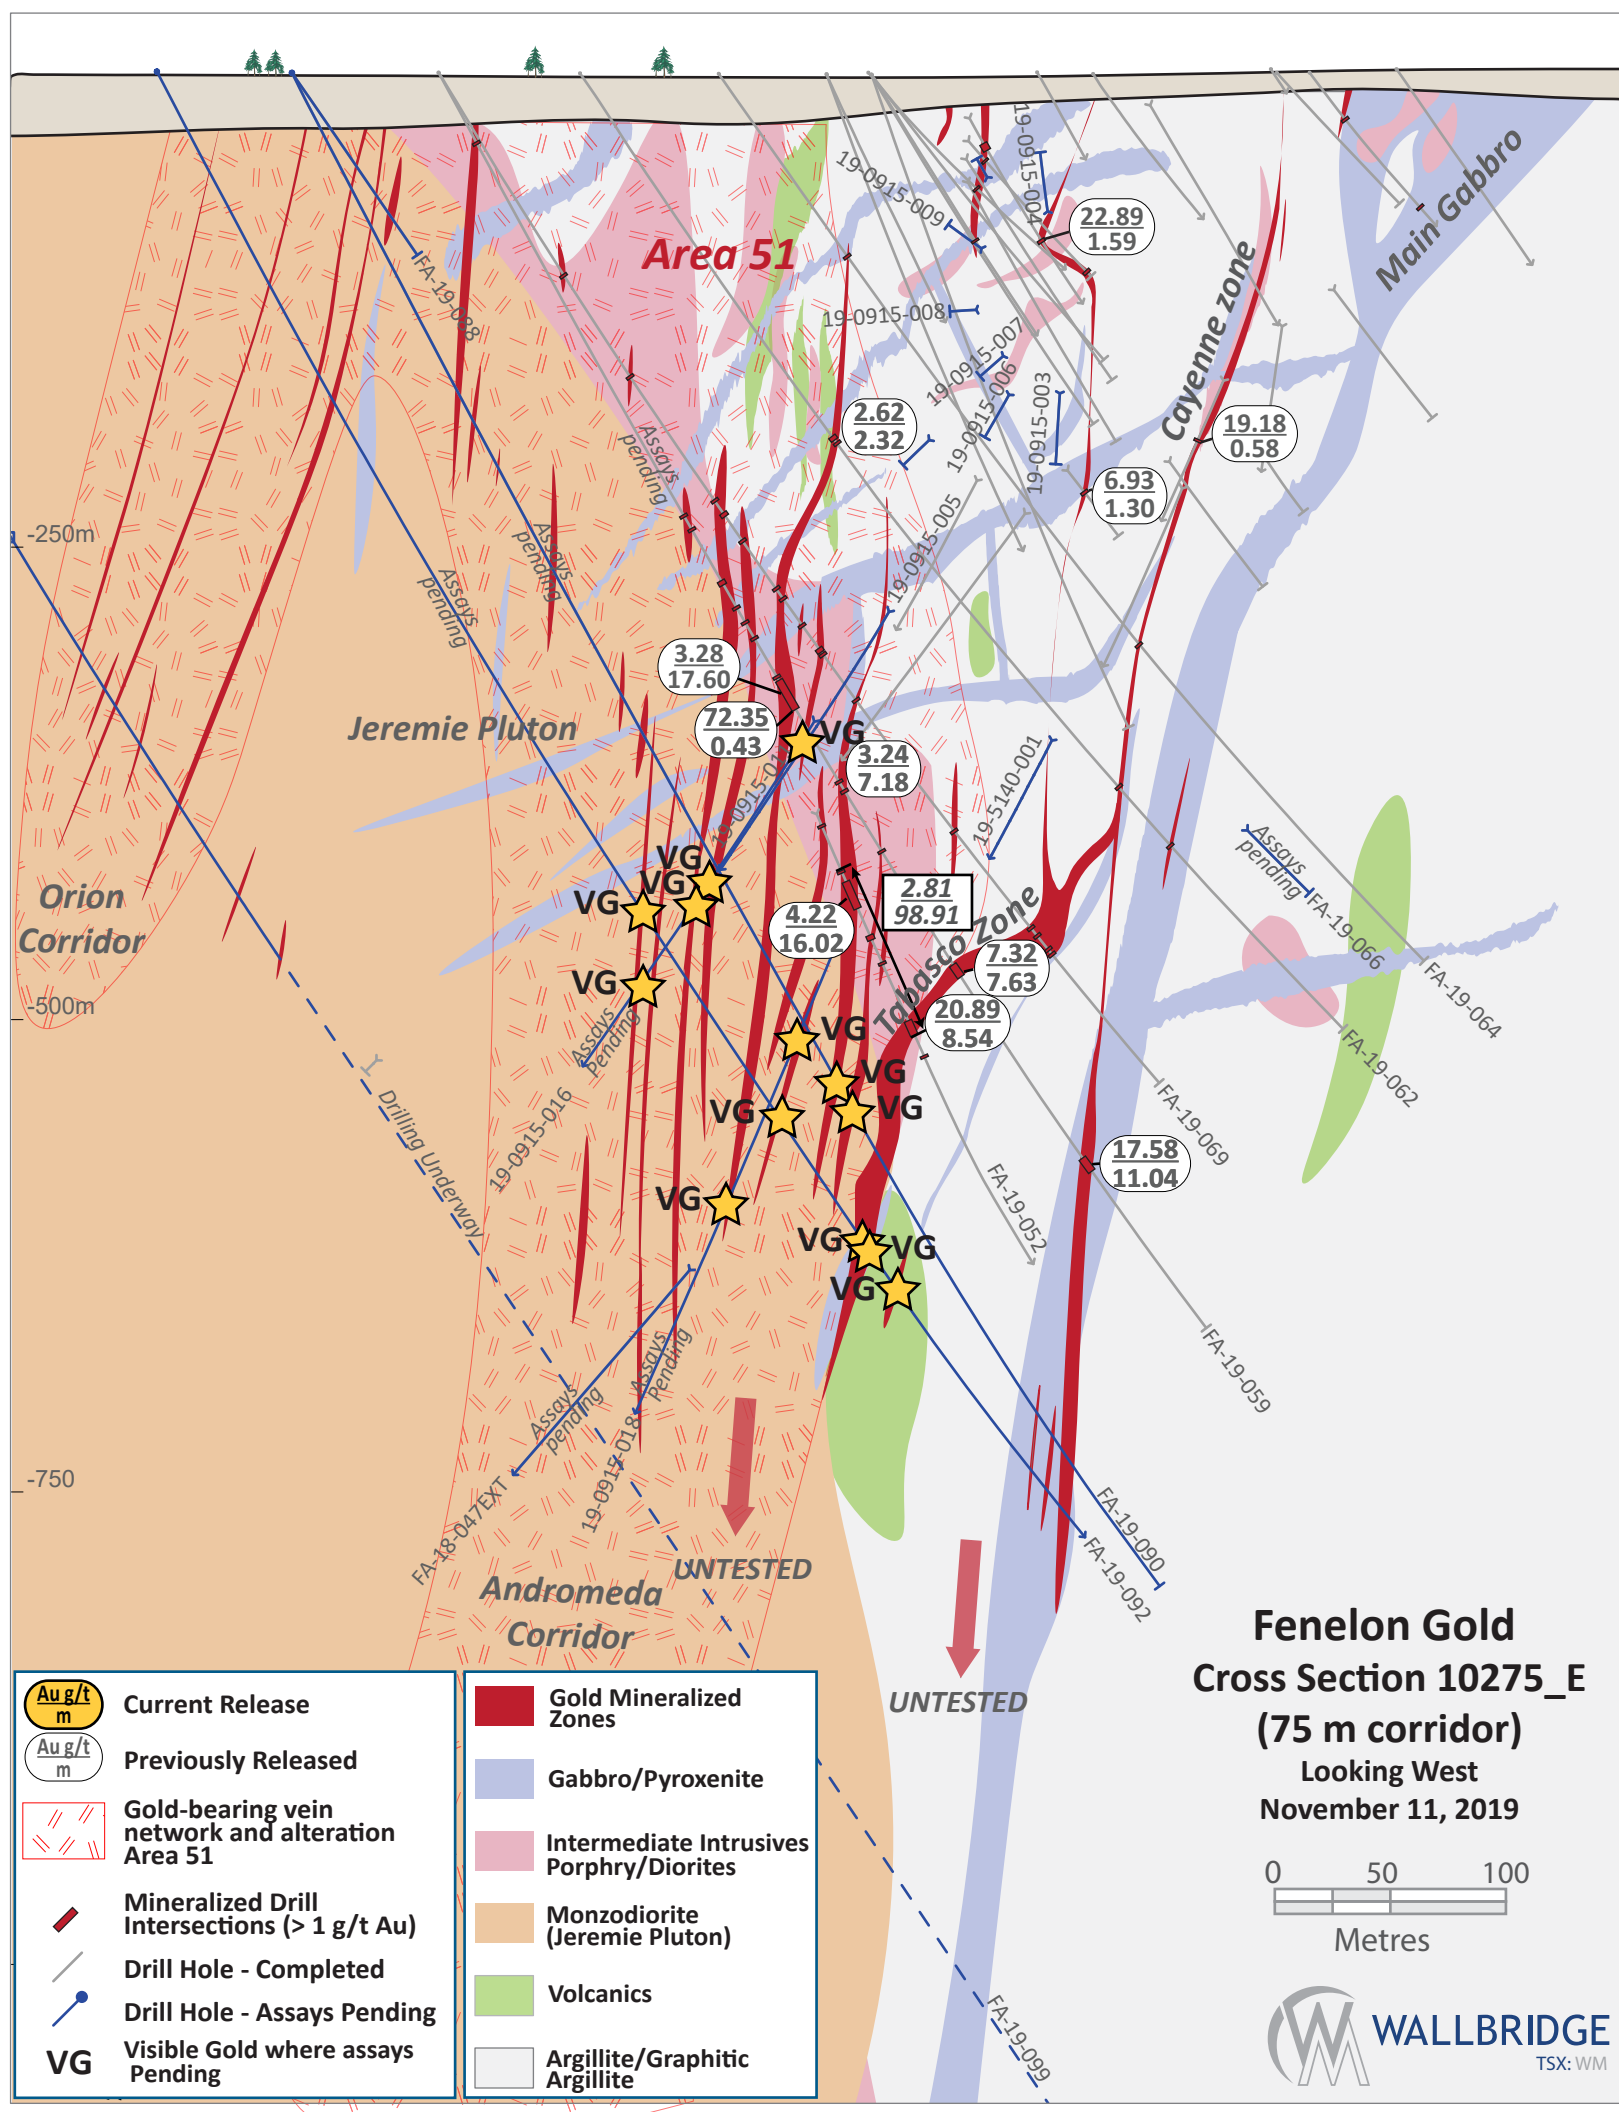 Area 51
19-0915-009
19-0915-004
22.89
1.59
Main Gabbro
Cayenne zone
FA-19-088
19-0915-008
19-0915-007
19-0915-006
19-0915-003
2.62
2.32
19.18
0.58
Assays
pending
6.93
1.30
-250m
Assays
pending
Assays
pending
19-0915-005
3.28
17.60
72.35
0.43
Jeremie Pluton
VG
3.24
7.18
19-5140-001
VG
VG
VG
Orion
Corridor
2.81
98.91
4.22
16.02
Tabasco Zone
7.32
7.63
20.89
8.54
Assays
pending
FA-19-066
FA-19-064
FA-19-062
VG
-500m
Assays
Pending
VG
VG
VG
VG
Drilling Underway
19-0915-016
FA-19-069
17.58
11.04
FA-19-052
VG
VG
VG
VG
FA-19-059
Assays
pending
Assays
pending
19-0915-018
FA-18-047EXT
-750
FA-19-090
FA-19-092
UNTESTED
Andromeda
Corridor
UNTESTED
Fenelon Gold
Cross Section 10275_E
(75 m corridor)
Looking West
November 11, 2019
0 50 100
Metres
FA-19-099
WALLBRIDGE
TSX: WM
Au g/t
m
Current Release
Au g/t
m
Previously Released
Gold-bearing vein
network and alteration
Area 51
Mineralized Drill
Intersections (> 1 g/t Au)
Drill Hole - Completed
Drill Hole - Assays Pending
VG
Visible Gold where assays
Pending
Gold Mineralized
Zones
Gabbro/Pyroxenite
Intermediate Intrusives
Porphry/Diorites
Monzodiorite
(Jeremie Pluton)
Volcanics
Argillite/Graphitic
Argillite